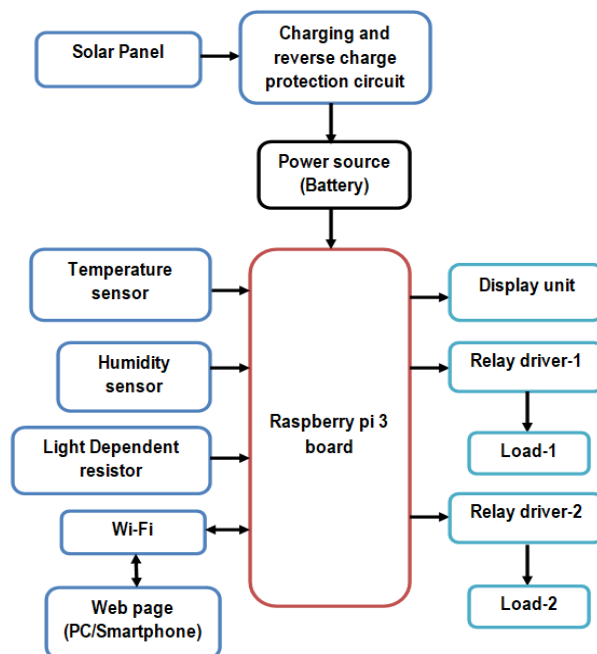 Solar Panel
Charging and
reverse charge
protection circuit
Power source
(Battery)
Temperature
sensor
Humidity
sensor
Light Dependent
resistor
Wi-Fi
Web page
(PC/Smartphone)
Raspberry pi 3
board
Display unit
Relay driver-1
Load-1
Relay driver-2
Load-2